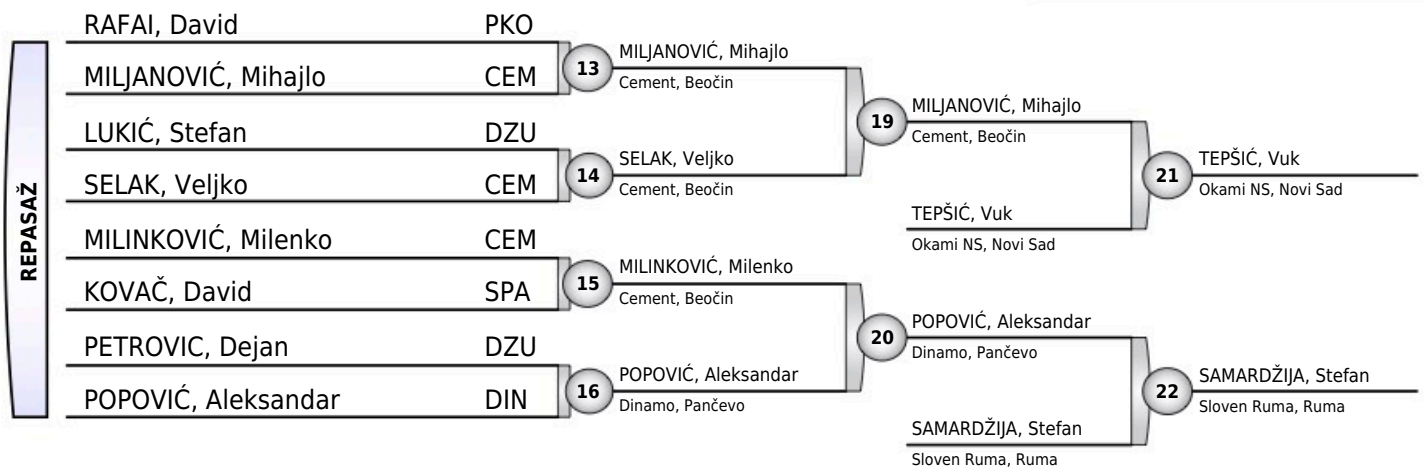 REPASAŽ
RAFAI, David PKO
MILJANOVIĆ, Mihajlo CEM
LUKIĆ, Stefan DZU
SELAK, Veljko CEM
MILINKOVIĆ, Milenko CEM
KOVAČ, David SPA
PETROVIC, Dejan DZU
POPOVIĆ, Aleksandar DIN
13
MILJANOVIĆ, Mihajlo
Cement, Beočin
14
SELAK, Veljko
Cement, Beočin
15
MILINKOVIĆ, Milenko
Cement, Beočin
16
POPOVIĆ, Aleksandar
Dinamo, Pančevo
19
MILJANOVIĆ, Mihajlo
Cement, Beočin
TEPŠIĆ, Vuk
Okami NS, Novi Sad
20
POPOVIĆ, Aleksandar
Dinamo, Pančevo
SAMARDŽIJA, Stefan
Sloven Ruma, Ruma
21
TEPŠIĆ, Vuk
Okami NS, Novi Sad
22
SAMARDŽIJA, Stefan
Sloven Ruma, Ruma